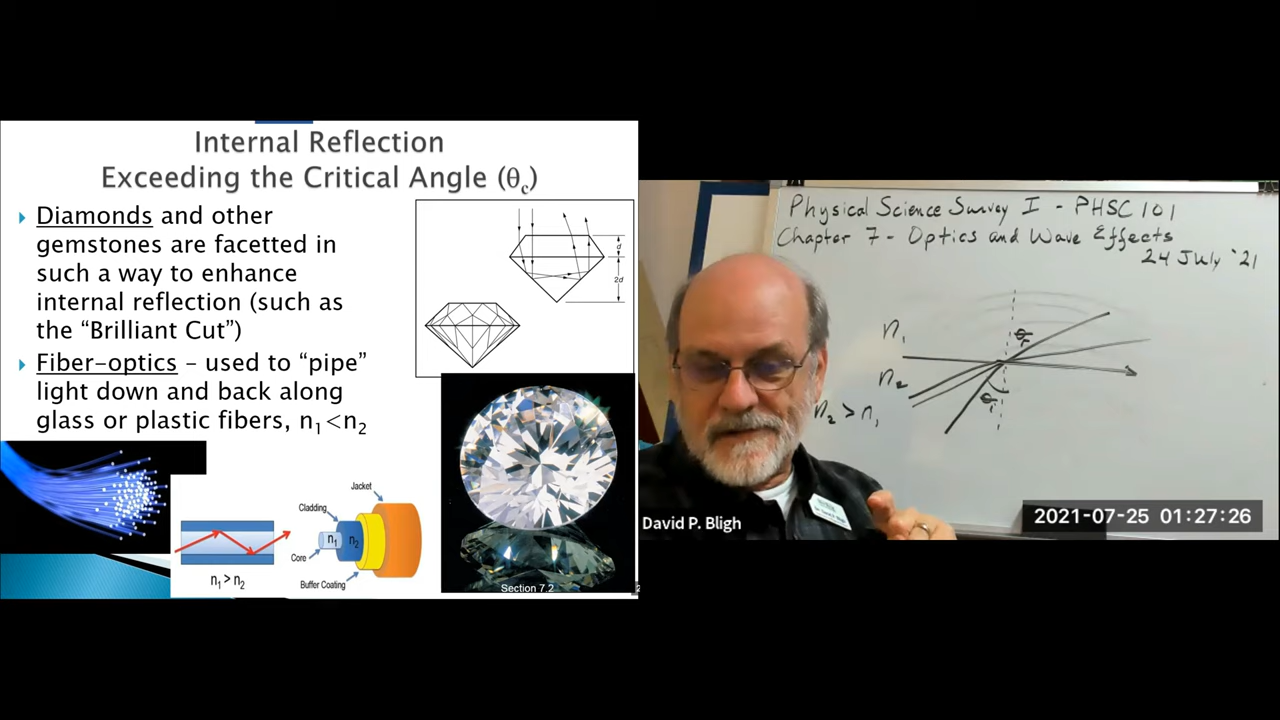 Internal Reflection
Exceeding the Critical Angle (θc)
Diamonds and other
gemstones are facetted in
such a way to enhance
internal reflection (such as
the “Brilliant Cut”)
Fiber-optics – used to “pipe”
light down and back along
glass or plastic fibers, n₁<n₂
d
2d
Jacket
Cladding
n₁
n₂
Core
Buffer Coating
n₁ > n₂
Section 7.2
Physical Science Survey I - PHSC 101
Chapter 7 - Optics and Wave Effects
24 July '21
n₁
θr
n₂
θi
n₂ > n₁
David P. Bligh
2021-07-25 01:27:26